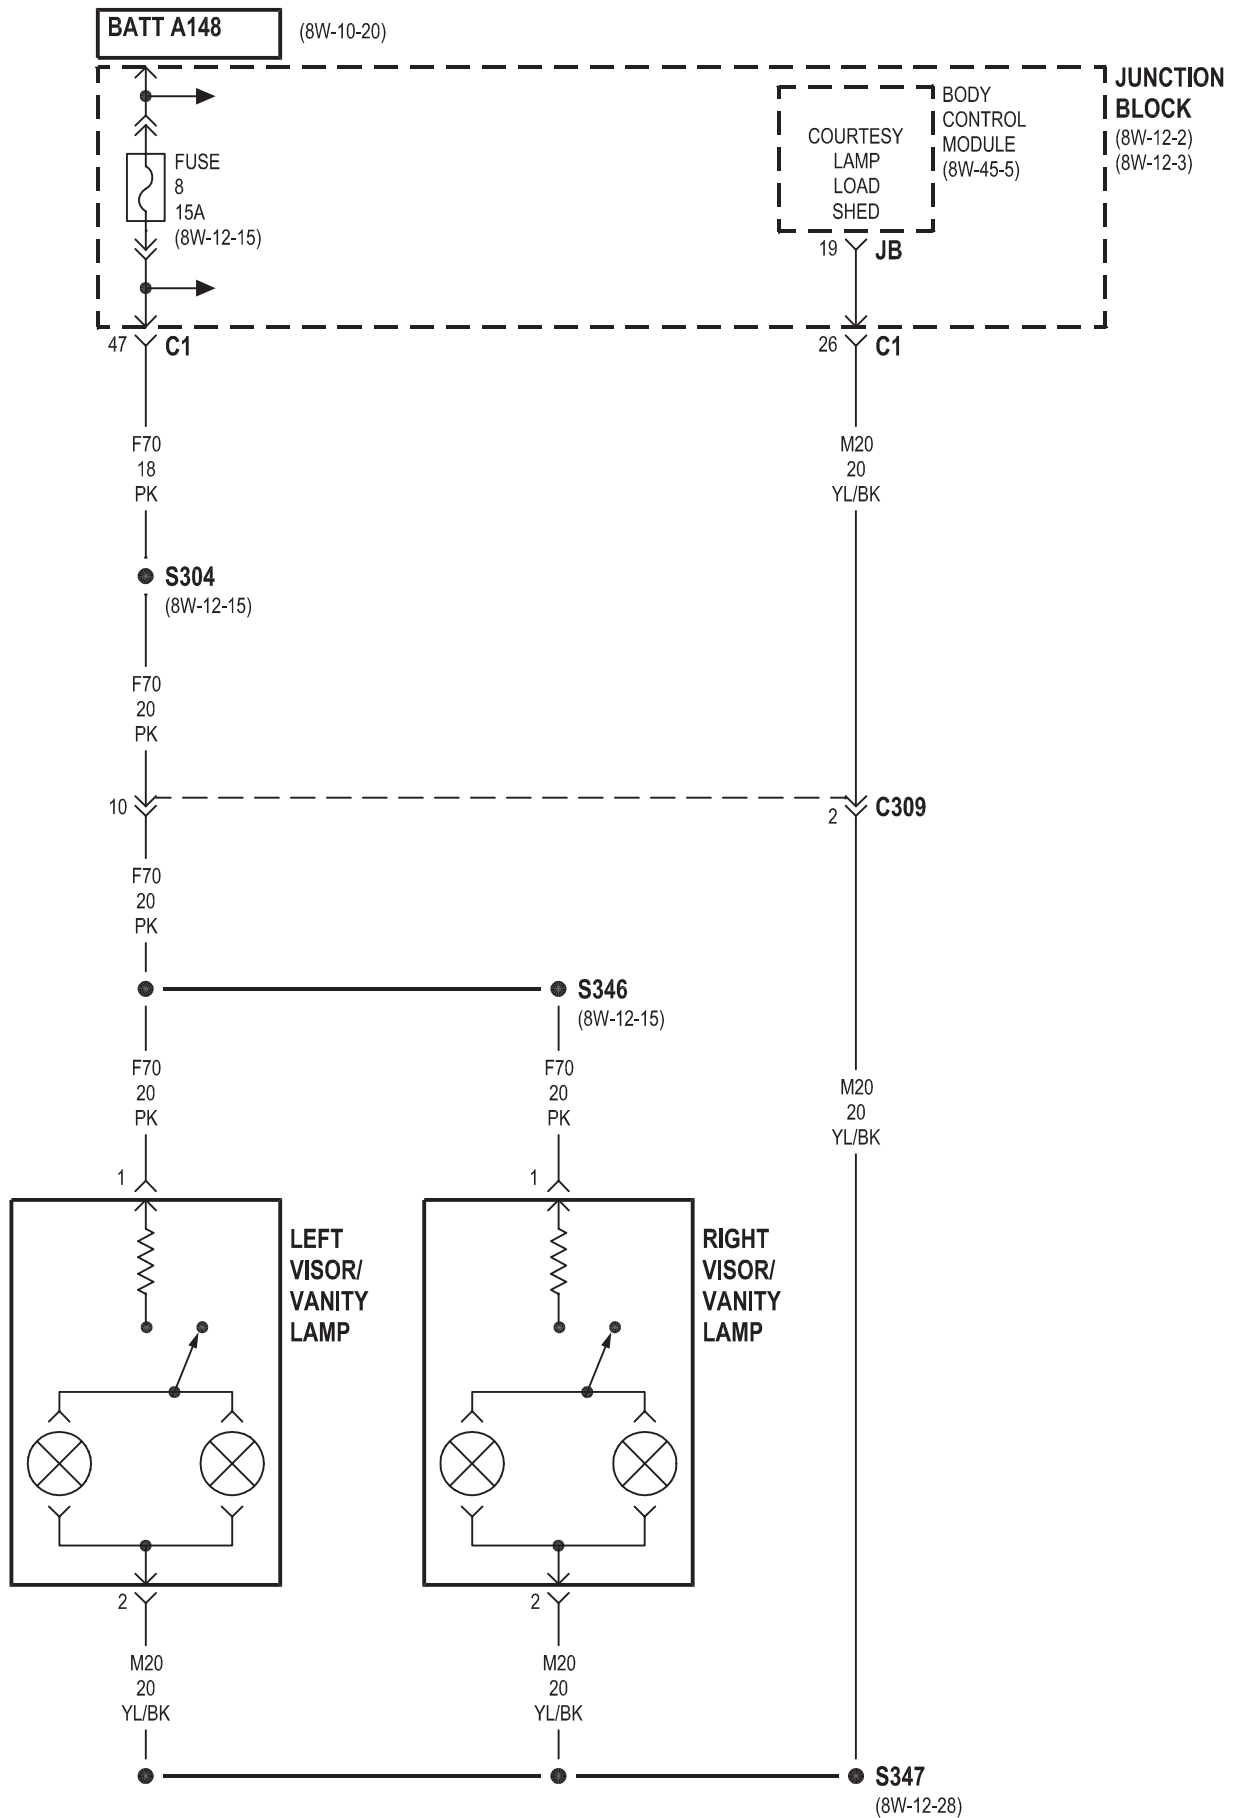 BATT A148
(8W-10-20)
JUNCTION
BLOCK
(8W-12-2)
(8W-12-3)
BODY
CONTROL
MODULE
(8W-45-5)
COURTESY
LAMP
LOAD
SHED
FUSE
8
15A
(8W-12-15)
19
JB
47
C1
26
C1
F70
18
PK
M20
20
YL/BK
S304
(8W-12-15)
F70
20
PK
10
2
C309
F70
20
PK
S346
(8W-12-15)
F70
20
PK
F70
20
PK
M20
20
YL/BK
1
1
LEFT
VISOR/
VANITY
LAMP
RIGHT
VISOR/
VANITY
LAMP
2
2
M20
20
YL/BK
M20
20
YL/BK
S347
(8W-12-28)